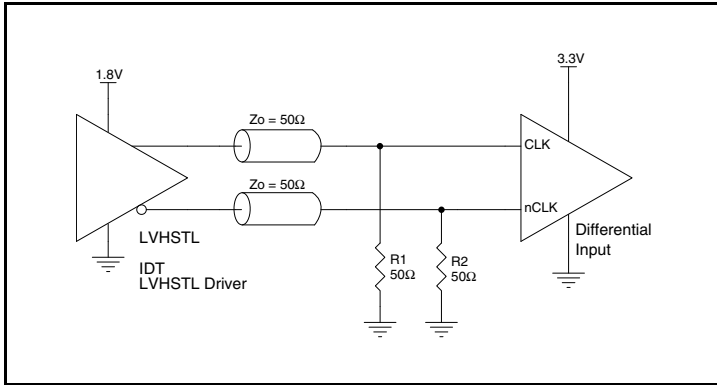 1.8V
3.3V
Zo = 50Ω
Zo = 50Ω
CLK
nCLK
LVHSTL
IDT
LVHSTL Driver
R1
50Ω
R2
50Ω
Differential
Input